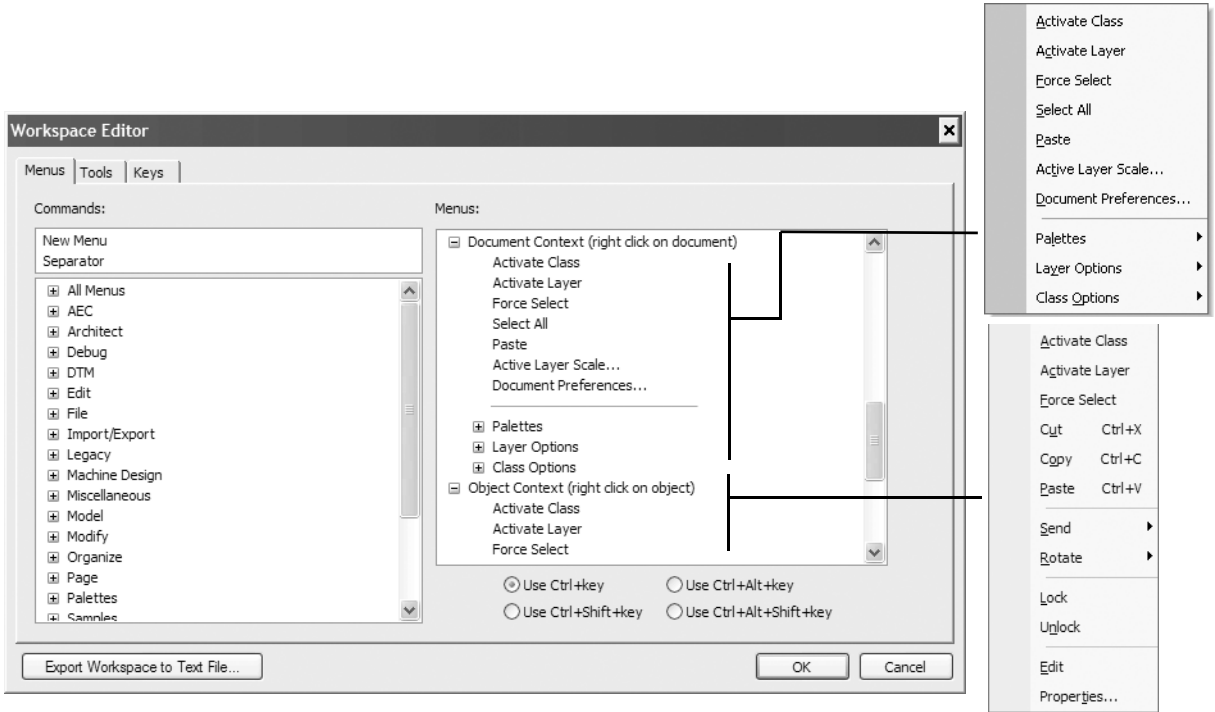 Workspace Editor
Menus
Tools
Keys
Commands:
New Menu
Separator
All Menus
AEC
Architect
Debug
DTM
Edit
File
Import/Export
Legacy
Machine Design
Miscellaneous
Model
Modify
Organize
Page
Palettes
Samples
Menus:
Document Context (right click on document)
Activate Class
Activate Layer
Force Select
Select All
Paste
Active Layer Scale...
Document Preferences...
Palettes
Layer Options
Class Options
Object Context (right click on object)
Activate Class
Activate Layer
Force Select
Use Ctrl+key
Use Ctrl+Alt+key
Use Ctrl+Shift+key
Use Ctrl+Alt+Shift+key
Export Workspace to Text File...
OK
Cancel
Activate Class
Activate Layer
Force Select
Select All
Paste
Active Layer Scale...
Document Preferences...
Palettes
Layer Options
Class Options
Activate Class
Activate Layer
Force Select
Cut Ctrl+X
Copy Ctrl+C
Paste Ctrl+V
Send
Rotate
Lock
Unlock
Edit
Properties...